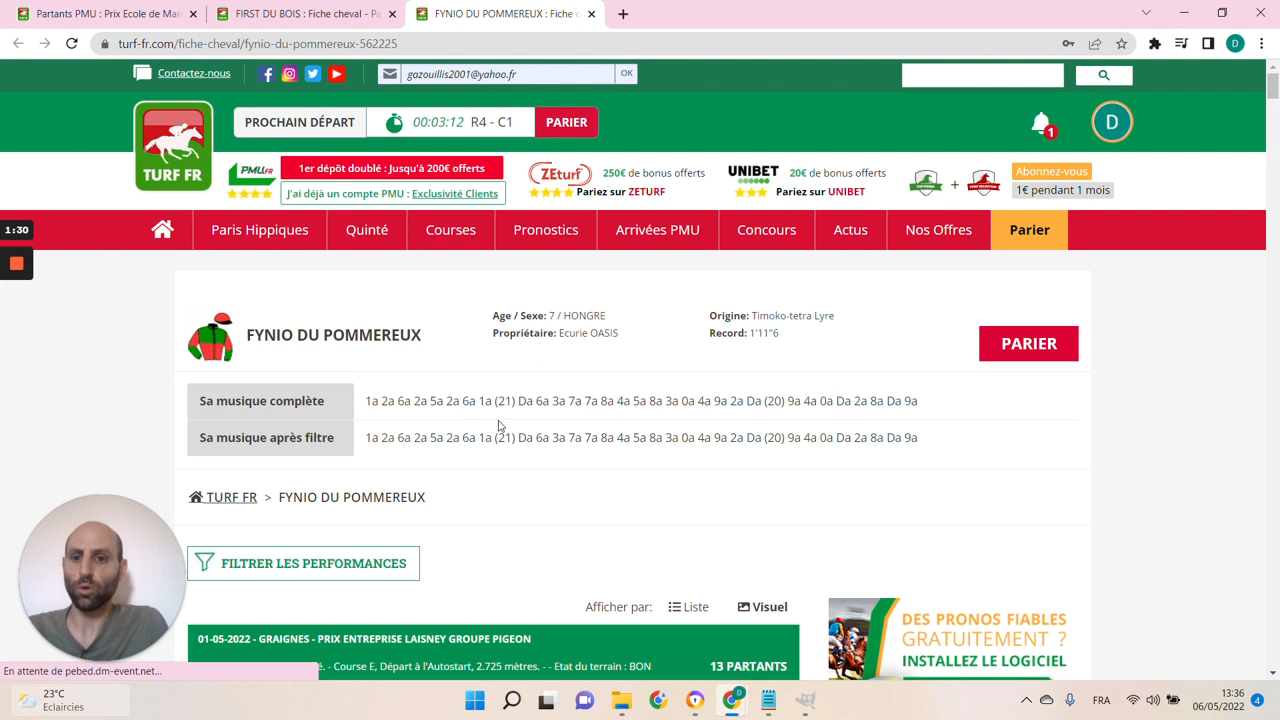 Partants PMU : Prix Ecole de Mar
FIRST DU BOIS : Fiche cheval - Pa
FYNIO DU POMMEREUX : Fiche c
turf-fr.com/fiche-cheval/fynio-du-pommereux-562225
D
Contactez-nous
gazouillis2001@yahoo.fr
OK
TURF FR
PROCHAIN DÉPART
00:03:12 R4 - C1
PARIER
1
D
PMU.FR
1er dépôt doublé : Jusqu'à 200€ offerts
J'ai déjà un compte PMU : Exclusivité Clients
ZEturf
250€ de bonus offerts
Pariez sur ZETURF
UNIBET
20€ de bonus offerts
Pariez sur UNIBET
+
Abonnez-vous
1€ pendant 1 mois
1:30
Paris Hippiques
Quinté
Courses
Pronostics
Arrivées PMU
Concours
Actus
Nos Offres
Parier
FYNIO DU POMMEREUX
Age / Sexe: 7 / HONGRE
Propriétaire: Ecurie OASIS
Origine: Timoko-tetra Lyre
Record: 1'11"6
PARIER
Sa musique complète
1a 2a 6a 2a 5a 2a 6a 1a (21) Da 6a 3a 7a 7a 8a 4a 5a 8a 3a 0a 4a 9a 2a Da (20) 9a 4a 0a Da 2a 8a Da 9a
Sa musique après filtre
1a 2a 6a 2a 5a 2a 6a 1a (21) Da 6a 3a 7a 7a 8a 4a 5a 8a 3a 0a 4a 9a 2a Da (20) 9a 4a 0a Da 2a 8a Da 9a
TURF FR > FYNIO DU POMMEREUX
FILTRER LES PERFORMANCES
Afficher par: Liste Visuel
01-05-2022 - GRAIGNES - PRIX ENTREPRISE LAISNEY GROUPE PIGEON
- Course E, Départ à l'Autostart, 2.725 mètres. - - Etat du terrain : BON
13 PARTANTS
DES PRONOS FIABLES
GRATUITEMENT ?
INSTALLEZ LE LOGICIEL
En attente de pebed.dm-event.net...
23°C
Eclaircies
FRA
13:36
06/05/2022
4